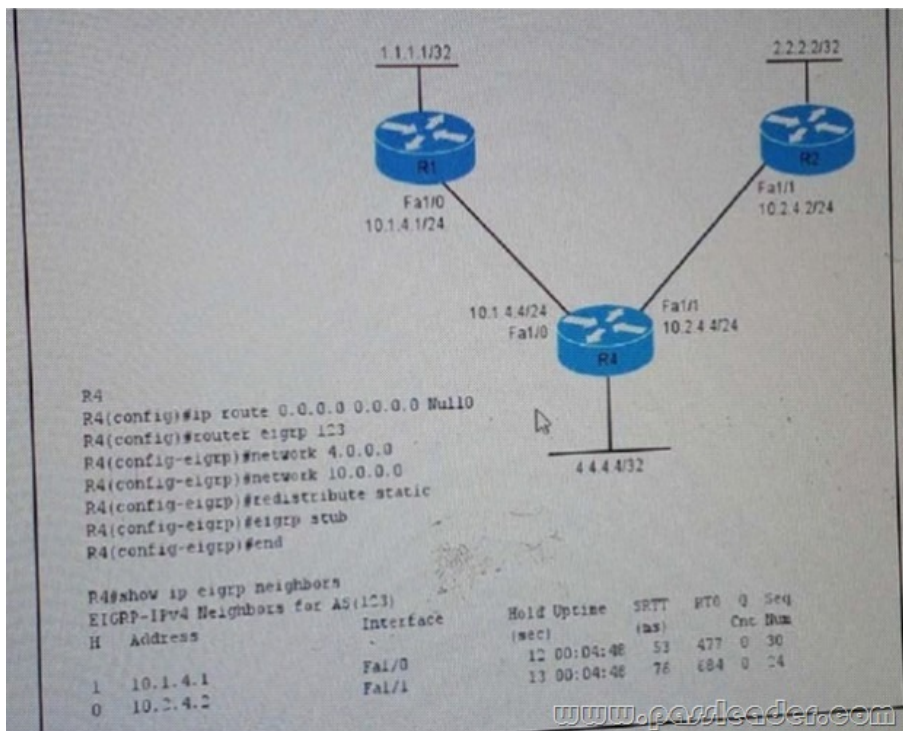 1.1.1.1/32
2.2.2.2/32
R1
R2
Fa1/0
10.1.4.1/24
Fa1/1
10.2.4.2/24
10.1.4.4/24
Fa1/0
Fa1/1
10.2.4.4/24
R4
4.4.4.4/32
R4
R4(config)#ip route 0.0.0.0 0.0.0.0 Null0
R4(config)#router eigrp 123
R4(config-eigrp)#network 4.0.0.0
R4(config-eigrp)#network 10.0.0.0
R4(config-eigrp)#redistribute static
R4(config-eigrp)#eigrp stub
R4(config-eigrp)#end
R4#show ip eigrp neighbors
EIGRP-IPv4 Neighbors for AS(123)
H Address Interface Hold Uptime SRTT RTO Q Seq
(sec) (ms) Cnt Num
1 10.1.4.1 Fa1/0 12 00:04:48 53 477 0 30
0 10.2.4.2 Fa1/1 13 00:04:48 76 684 0 24
www.passleader.com